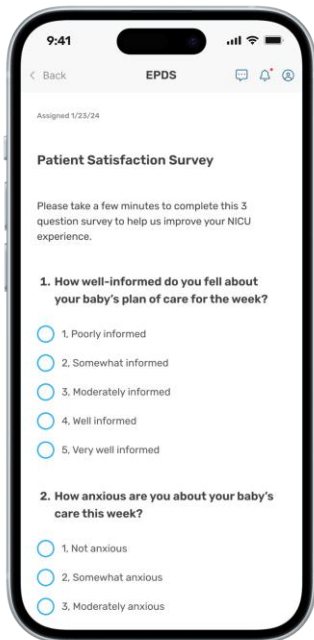 9:41
Back
EPDS
Assigned 1/23/24
Patient Satisfaction Survey
Please take a few minutes to complete this 3
question survey to help us improve your NICU
experience.
1. How well-informed do you fell about
your baby's plan of care for the week?
1, Poorly informed
2, Somewhat informed
3, Moderately informed
4, Well informed
5, Very well informed
2. How anxious are you about your baby's
care this week?
1, Not anxious
2, Somewhat anxious
3, Moderately anxious